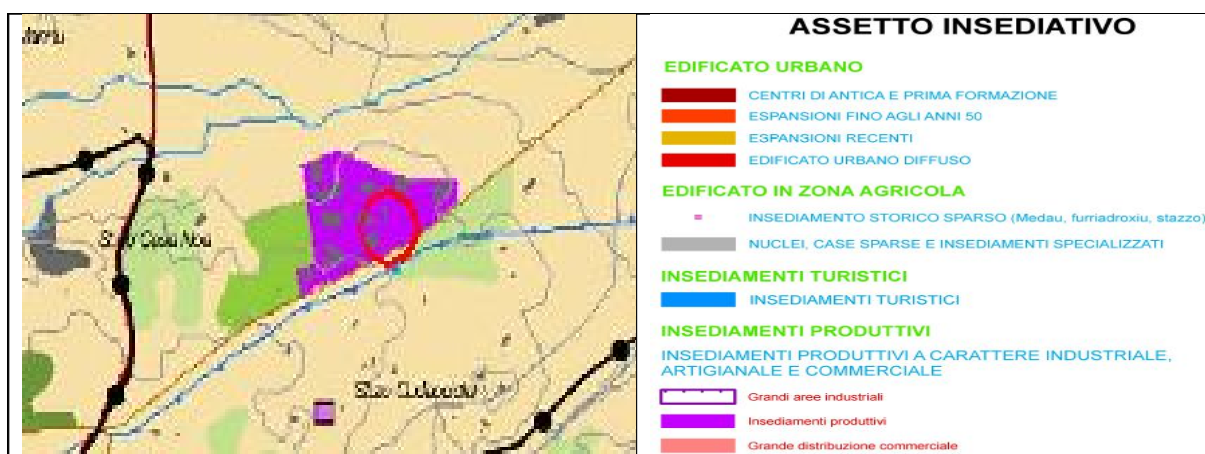 ASSETTO INSEDIATIVO
EDIFICATO URBANO
CENTRI DI ANTICA E PRIMA FORMAZIONE
ESPANSIONI FINO AGLI ANNI 50
ESPANSIONI RECENTI
EDIFICATO URBANO DIFFUSO
EDIFICATO IN ZONA AGRICOLA
INSEDIAMENTO STORICO SPARSO (Medau, furriadroxiu, stazzo)
NUCLEI, CASE SPARSE E INSEDIAMENTI SPECIALIZZATI
INSEDIAMENTI TURISTICI
INSEDIAMENTI TURISTICI
INSEDIAMENTI PRODUTTIVI
INSEDIAMENTI PRODUTTIVI A CARATTERE INDUSTRIALE,
ARTIGIANALE E COMMERCIALE
Grandi aree industriali
Insediamenti produttivi
Grande distribuzione commerciale